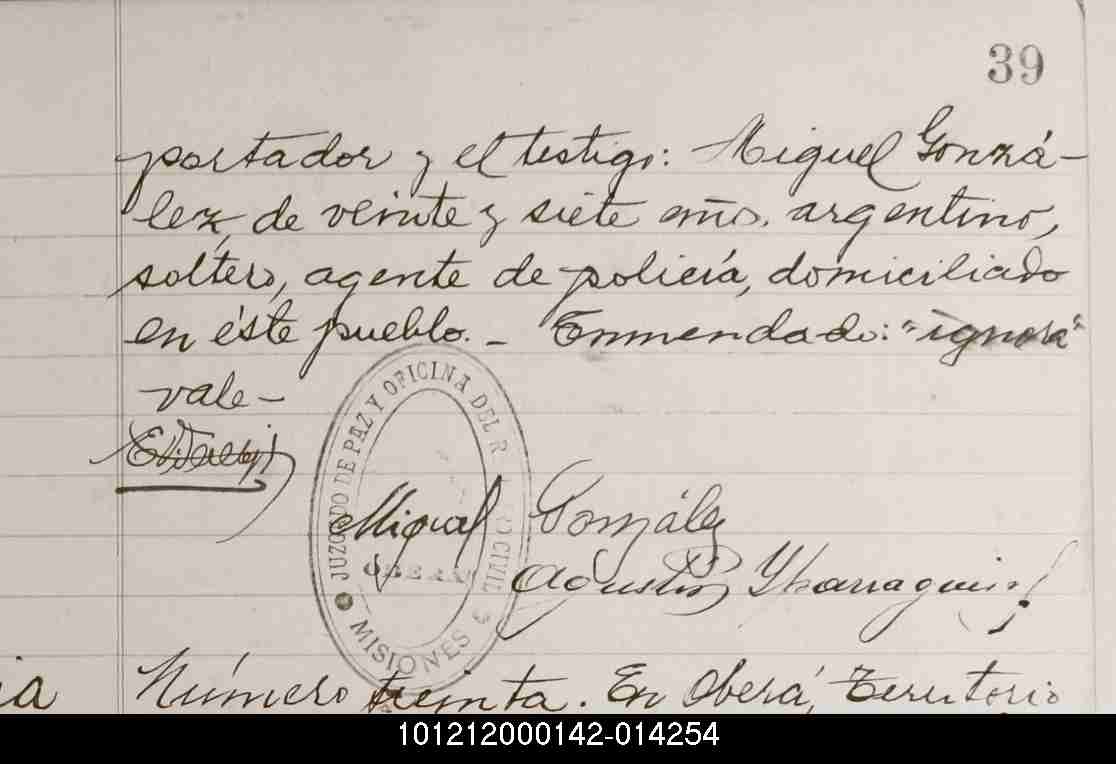 39
portador y el testigo: Miguel Gonzá-
lez, de veinte y siete años. argentino,
soltero, agente de policía, domiciliado
en éste pueblo. - Enmendado: "ignora"
vale -
JUZGADO DE PAZ Y OFICINA DEL R CIVIL
OBERA
MISIONES
Miguel González
Agustín
ia Número treinta. En Oberá, Territorio
101212000142-014254